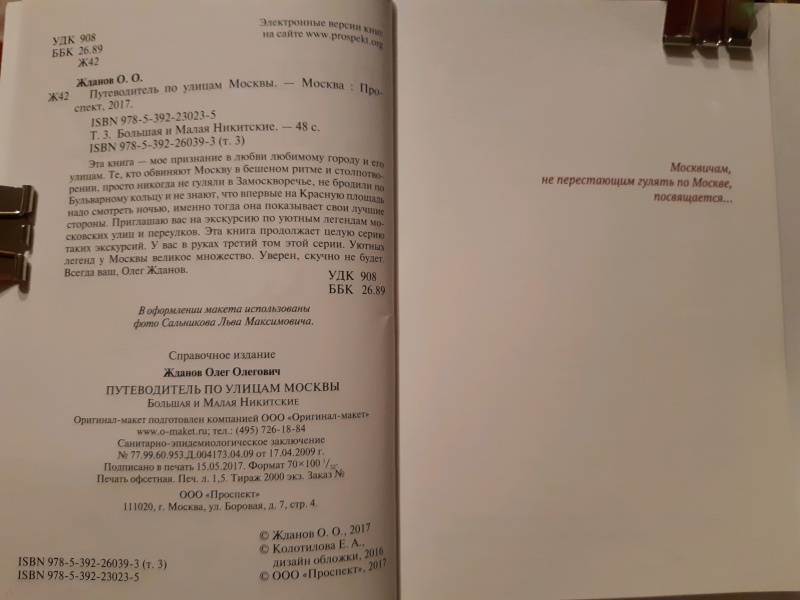 УДК 908
ББК 26.89
Ж42
Электронные версии книг
на сайте www.prospekt.org
Жданов О. О.
Ж42 Путеводитель по улицам Москвы. — Москва : Про-
спект, 2017.
ISBN 978-5-392-23023-5
Т. 3. Большая и Малая Никитские. — 48 с.
ISBN 978-5-392-26039-3 (т. 3)
Эта книга — мое признание в любви любимому городу и его
улицам. Те, кто обвиняют Москву в бешеном ритме и столпотво-
рении, просто никогда не гуляли в Замоскворечье, не бродили по
Бульварному кольцу и не знают, что впервые на Красную площадь
надо смотреть ночью, именно тогда она показывает свои лучшие
стороны. Приглашаю вас на экскурсию по уютным легендам мо-
сковских улиц и переулков. Эта книга продолжает целую серию
таких экскурсий. У вас в руках третий том этой серии. Уютных
легенд у Москвы великое множество. Уверен, скучно не будет.
Всегда ваш, Олег Жданов.
УДК 908
ББК 26.89
В оформлении макета использованы
фото Сальникова Льва Максимовича.
Справочное издание
Жданов Олег Олегович
ПУТЕВОДИТЕЛЬ ПО УЛИЦАМ МОСКВЫ
Большая и Малая Никитские
Оригинал-макет подготовлен компанией ООО «Оригинал-макет»
www.o-maket.ru; тел.: (495) 726-18-84
Санитарно-эпидемиологическое заключение
№ 77.99.60.953.Д.004173.04.09 от 17.04.2009 г.
Подписано в печать 15.05.2017. Формат 70×100 1/32.
Печать офсетная. Печ. л. 1,5. Тираж 2000 экз. Заказ №
ООО «Проспект»
111020, г. Москва, ул. Боровая, д. 7, стр. 4.
© Жданов О. О., 2017
© Колотилова Е. А.,
дизайн обложки, 2016
© ООО «Проспект», 2017
ISBN 978-5-392-26039-3 (т. 3)
ISBN 978-5-392-23023-5
Москвичам,
не перестающим гулять по Москве,
посвящается...